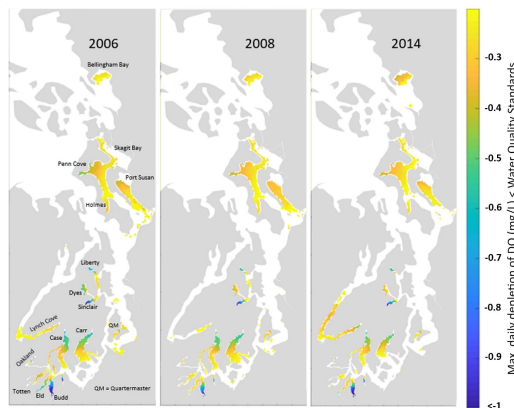 2006
2008
2014
Bellingham Bay
Skagit Bay
Penn Cove
Port Susan
Holmes
Liberty
Dyes
Sinclair
Lynch Cove
QM
Case
Carr
Oakland
Totten
Eld
Budd
QM = Quartermaster
-0.3
-0.4
-0.5
-0.6
-0.7
-0.8
-0.9
<-1
Max. daily depletion of DO (mg/L) < Water Quality Standards